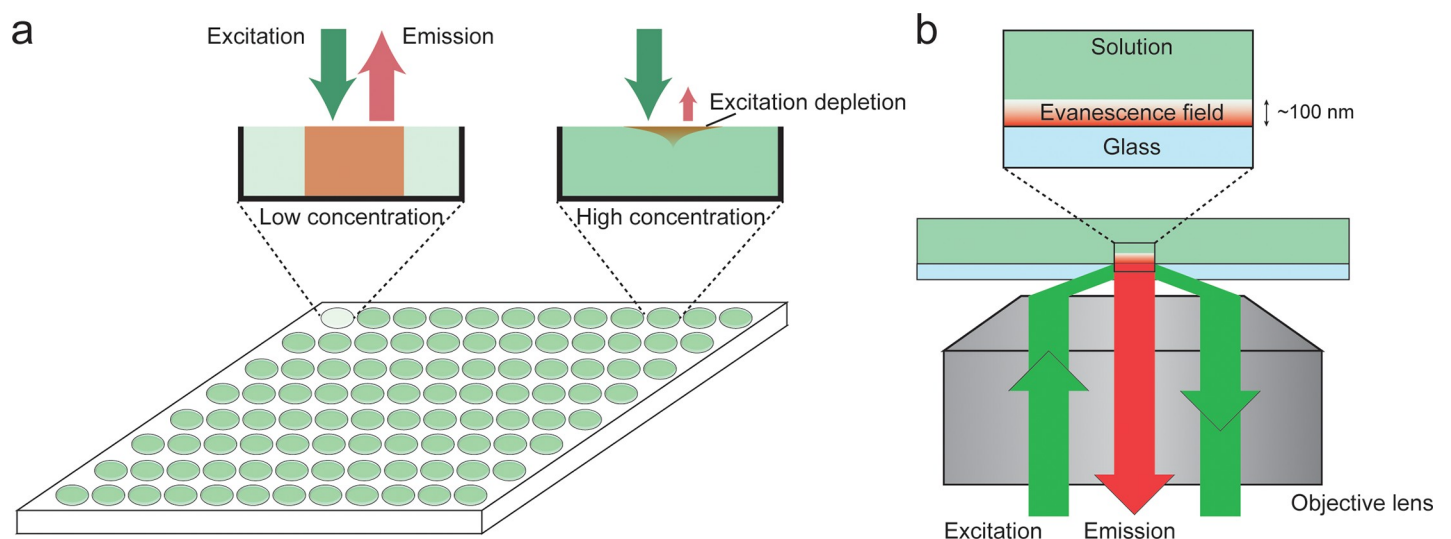 a
Excitation
Emission
Excitation depletion
Low concentration
High concentration
b
Solution
Evanescence field
~100 nm
Glass
Objective lens
Excitation
Emission